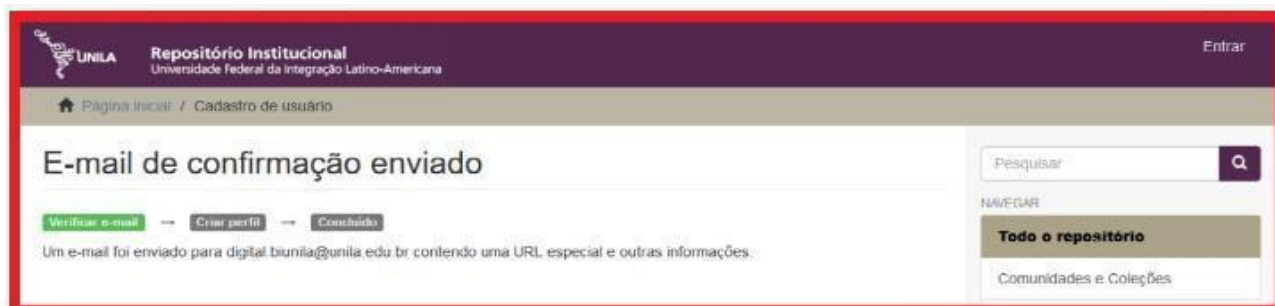 UNILA
Repositório Institucional
Universidade Federal da Integração Latino-Americana
Entrar
Página inicial / Cadastro de usuário
E-mail de confirmação enviado
Verificar e-mail → Criar perfil → Concluído
Um e-mail foi enviado para digital.biunila@unila.edu.br contendo uma URL especial e outras informações.
Pesquisar
NAVEGAR
Todo o repositório
Comunidades e Coleções